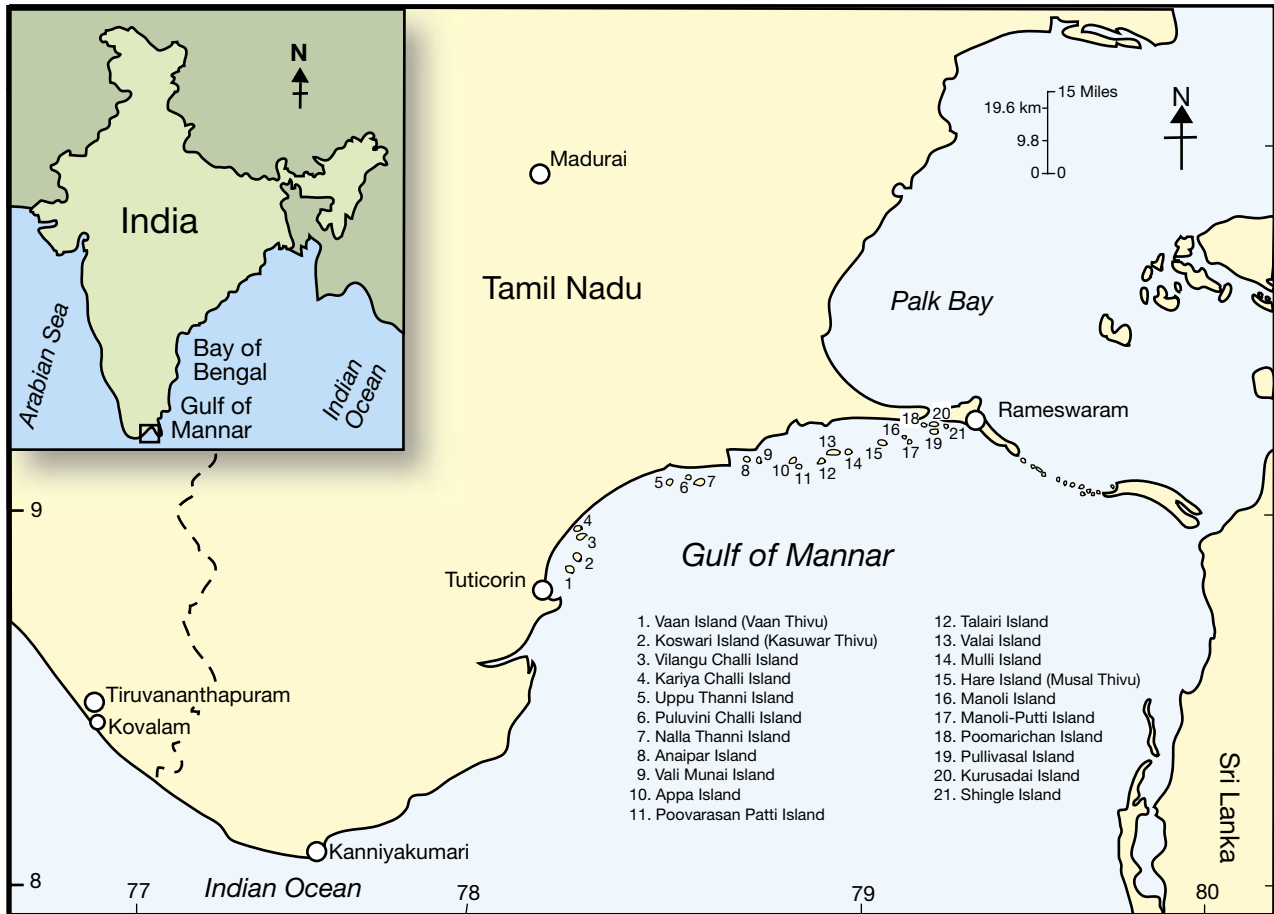 N
India
Arabian Sea
Bay of
Bengal
Gulf of
Mannar
Indian
Ocean
15 Miles
19.6 km
9.8
0
0
N
Madurai
Tamil Nadu
Palk Bay
Rameswaram
18
20
16
17
19
21
13
15
14
12
10
11
8
9
5
6
7
4
3
2
1
9
Gulf of Mannar
Tuticorin
1. Vaan Island (Vaan Thivu)
2. Koswari Island (Kasuwar Thivu)
3. Vilangu Challi Island
4. Kariya Challi Island
5. Uppu Thanni Island
6. Puluvini Challi Island
7. Nalla Thanni Island
8. Anaipar Island
9. Vali Munai Island
10. Appa Island
11. Poovarasan Patti Island
12. Talairi Island
13. Valai Island
14. Mulli Island
15. Hare Island (Musal Thivu)
16. Manoli Island
17. Manoli-Putti Island
18. Poomarichan Island
19. Pullivasal Island
20. Kurusadai Island
21. Shingle Island
Tiruvananthapuram
Kovalam
Sri Lanka
Kanniyakumari
Indian Ocean
8
77
78
79
80